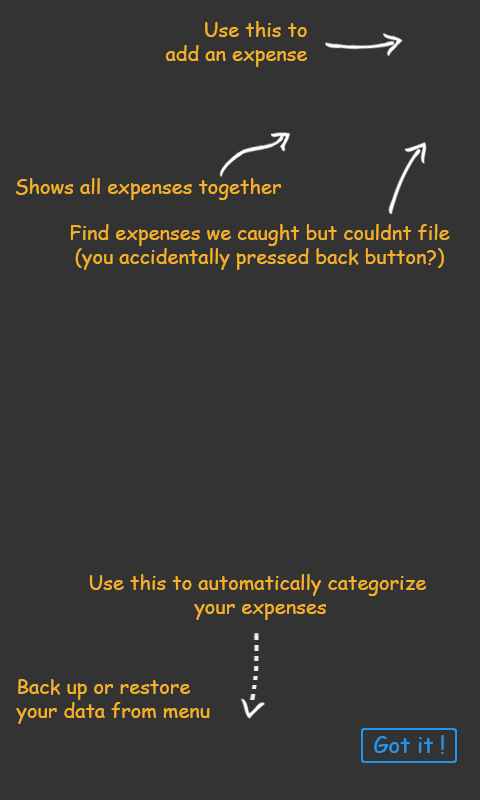 Use this to
add an expense
Shows all expenses together
Find expenses we caught but couldnt file
(you accidentally pressed back button?)
Use this to automatically categorize
your expenses
Back up or restore
your data from menu
Got it !